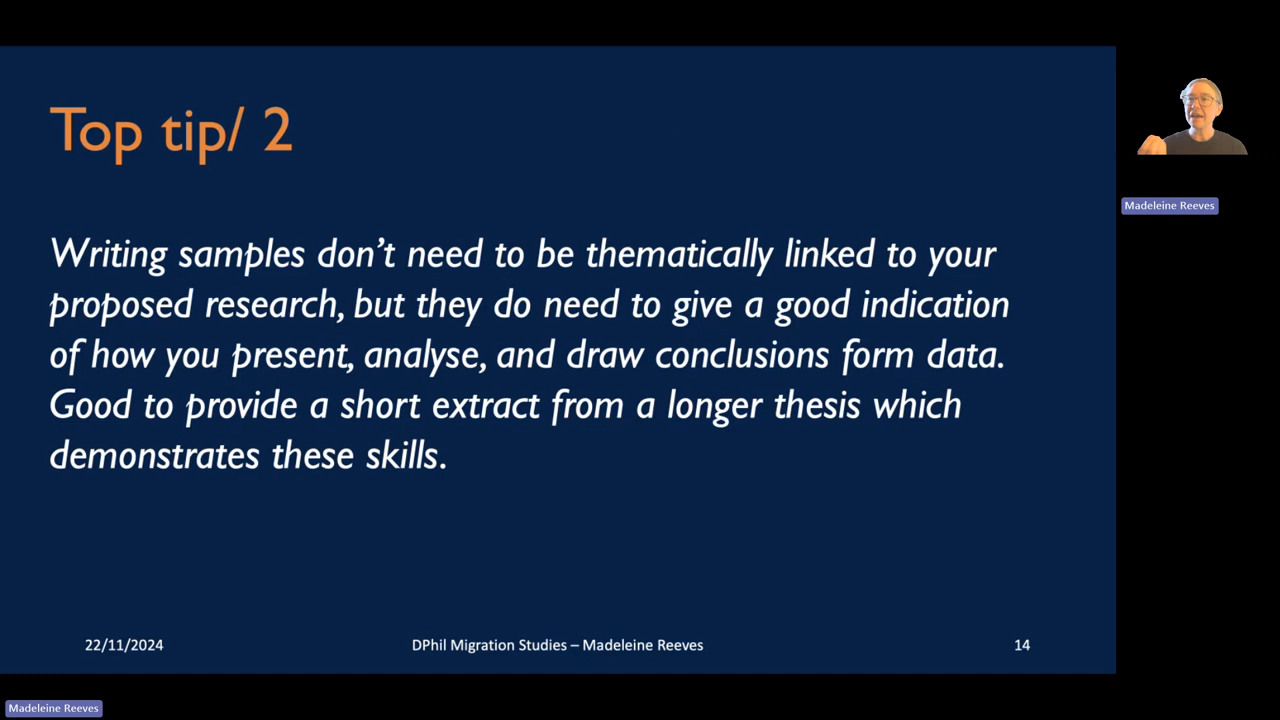 Top tip/ 2
Writing samples don't need to be thematically linked to your
proposed research, but they do need to give a good indication
of how you present, analyse, and draw conclusions form data.
Good to provide a short extract from a longer thesis which
demonstrates these skills.
22/11/2024
DPhil Migration Studies – Madeleine Reeves
14
Madeleine Reeves
Madeleine Reeves